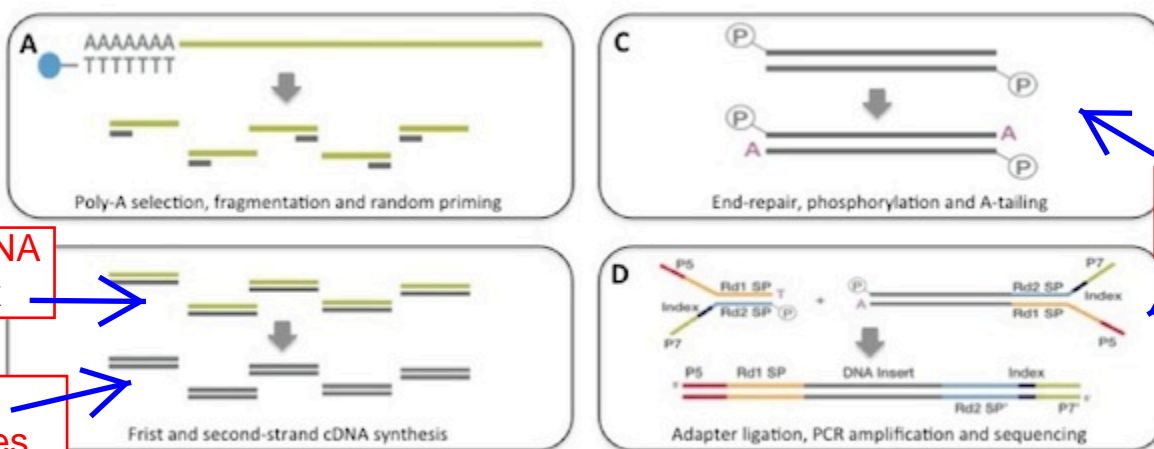 A
AAAAAAA
TTTTTTT
Poly-A selection, fragmentation and random priming
C
P
P
P
A
A
P
End-repair, phosphorylation and A-tailing
NA
Frist and second-strand cDNA synthesis
es
D
P5
Rd1 SP T
Index
Rd2 SP P
P7
+
P
A
P7
Rd2 SP
Index
Rd1 SP
P5
P5 Rd1 SP DNA Insert Index
Rd2 SP' P7'
Adapter ligation, PCR amplification and sequencing